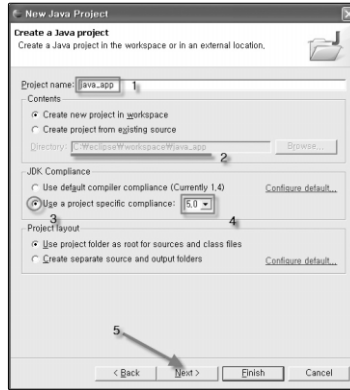 New Java Project
Create a Java project
Create a Java project in the workspace or in an external location.
Project name: java_app 1
Contents
Create new project in workspace
Create project from existing source
Directory: C:₩eclipse₩workspace₩java_app Browse...
2
JDK Compliance
Use default compiler compliance (Currently 1,4) Configure default...
Use a project specific compliance: 5,0
3 4
Project layout
Use project folder as root for sources and class files
Create separate source and output folders Configure default...
5
< Back Next > Finish Cancel